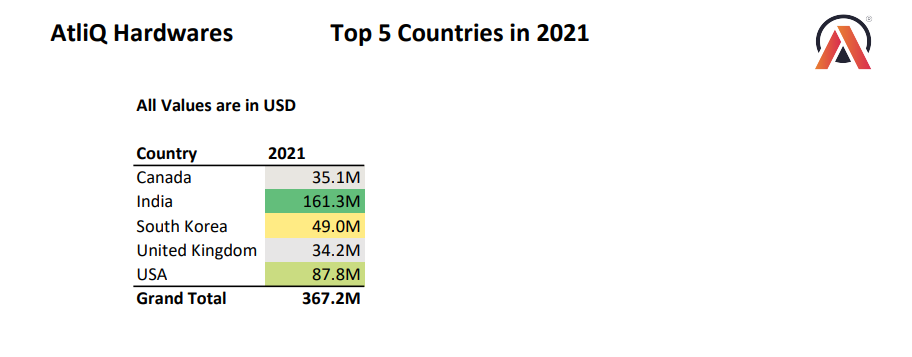 AtliQ Hardwares Top 5 Countries in 2021
All Values are in USD
Country 2021
Canada 35.1M
India 161.3M
South Korea 49.0M
United Kingdom 34.2M
USA 87.8M
Grand Total 367.2M